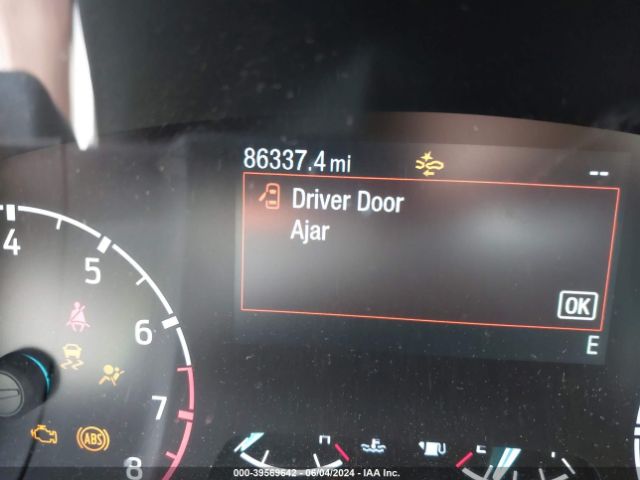 86337.4 mi
--
Driver Door
Ajar
OK
E
4
5
6
7
8
ABS
H
E
000-39569642 - 06/04/2024 - IAA Inc.